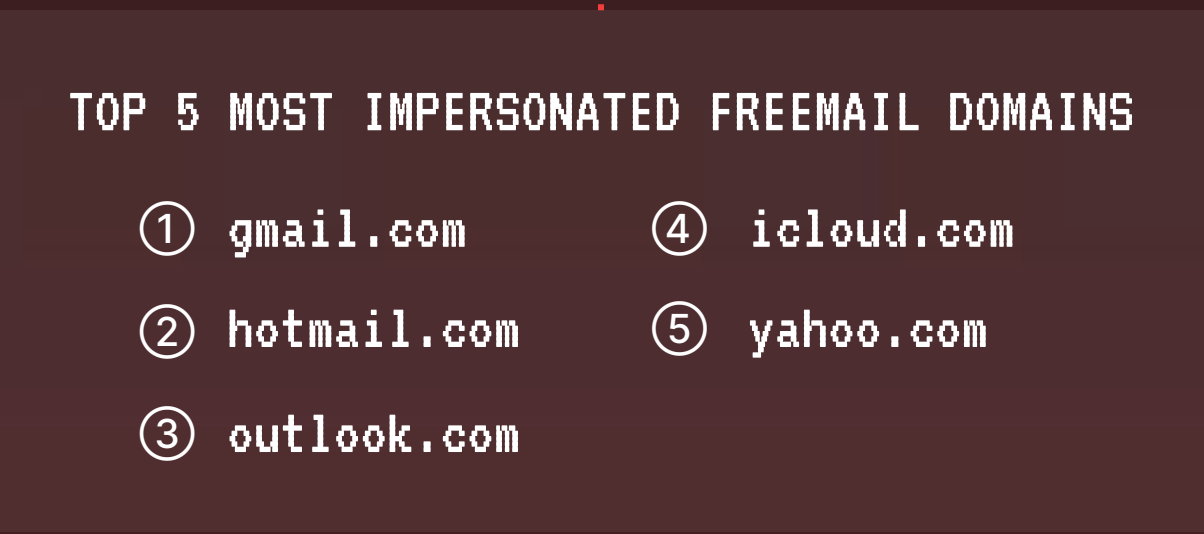 TOP 5 MOST IMPERSONATED FREEMAIL DOMAINS
① gmail.com
② hotmail.com
③ outlook.com
④ icloud.com
⑤ yahoo.com